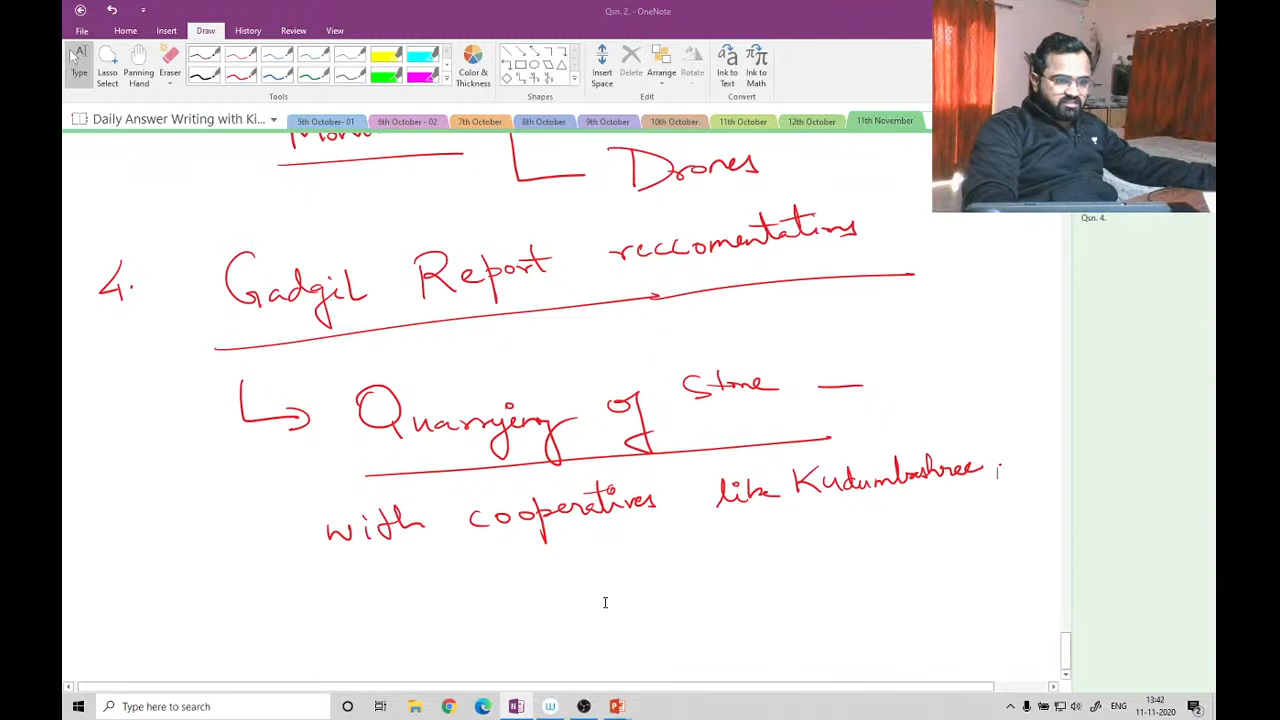 Qsn. 2. - OneNote
File Home Insert Draw History Review View
Type
Lasso Select
Panning Hand
Eraser
Color & Thickness
Insert Space
Delete
Arrange
Rotate
Ink to Text
Ink to Math
Tools
Shapes
Edit
Convert
Daily Answer Writing with Ki...
5th October- 01
6th October - 02
7th October
8th October
9th October
10th October
11th October
12th October
11th November
Qsn. 4.
Drones
4. Gadgil Report reccomentations
Quarrying of stone —
with cooperatives like Kudumbashree
Type here to search
13:42
11-11-2020
2